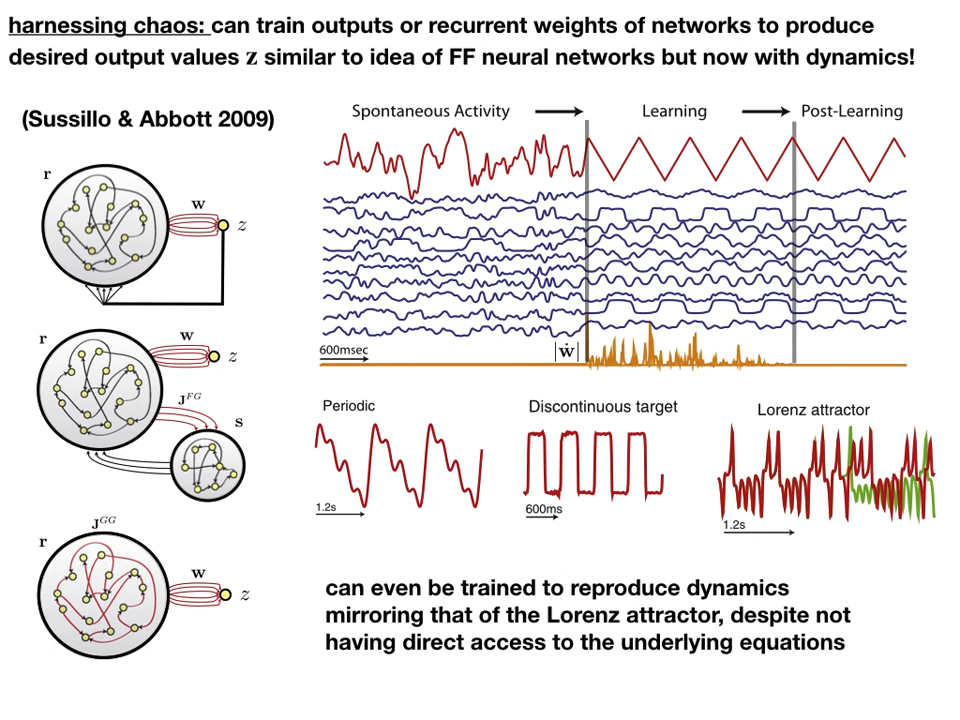 harnessing chaos: can train outputs or recurrent weights of networks to produce
desired output values z similar to idea of FF neural networks but now with dynamics!
(Sussillo & Abbott 2009)
Spontaneous Activity
Learning
Post-Learning
r
w
z
r
w
z
J^{FG}
s
J^{GG}
r
w
z
600msec
|ẇ|
Periodic
Discontinuous target
Lorenz attractor
1.2s
600ms
1.2s
can even be trained to reproduce dynamics
mirroring that of the Lorenz attractor, despite not
having direct access to the underlying equations